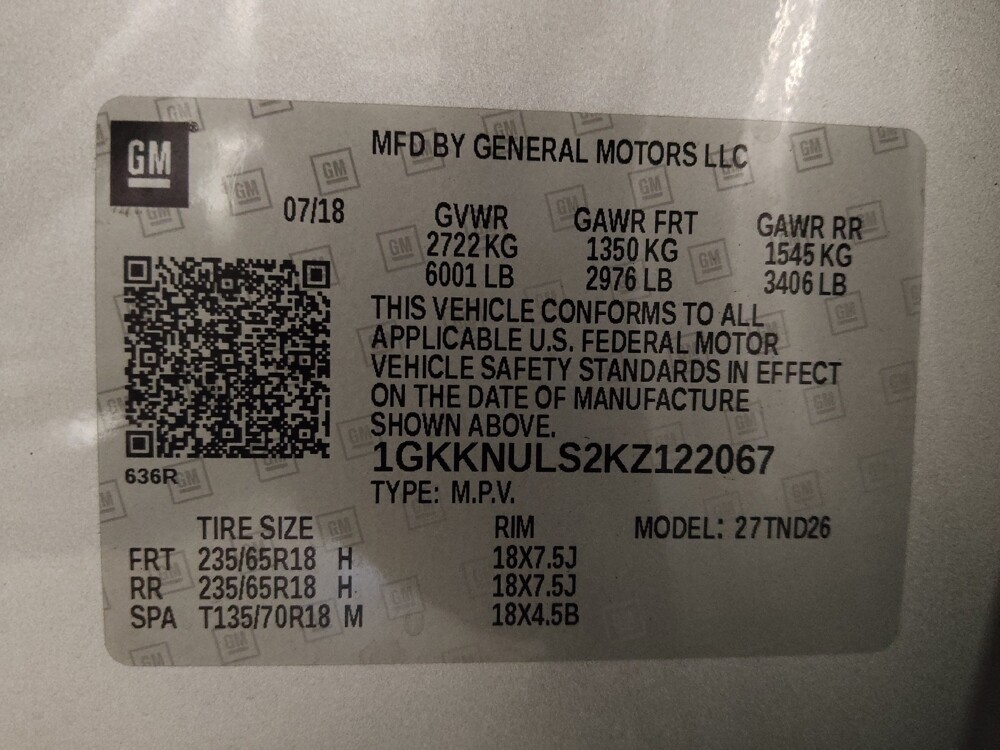 GM
MFD BY GENERAL MOTORS LLC
07/18
GVWR GAWR FRT GAWR RR
2722 KG 1350 KG 1545 KG
6001 LB 2976 LB 3406 LB
THIS VEHICLE CONFORMS TO ALL
APPLICABLE U.S. FEDERAL MOTOR
VEHICLE SAFETY STANDARDS IN EFFECT
ON THE DATE OF MANUFACTURE
SHOWN ABOVE.
1GKKNULS2KZ122067
636R
TYPE: M.P.V.
TIRE SIZE RIM MODEL: 27TND26
FRT 235/65R18 H 18X7.5J
RR 235/65R18 H 18X7.5J
SPA T135/70R18 M 18X4.5B